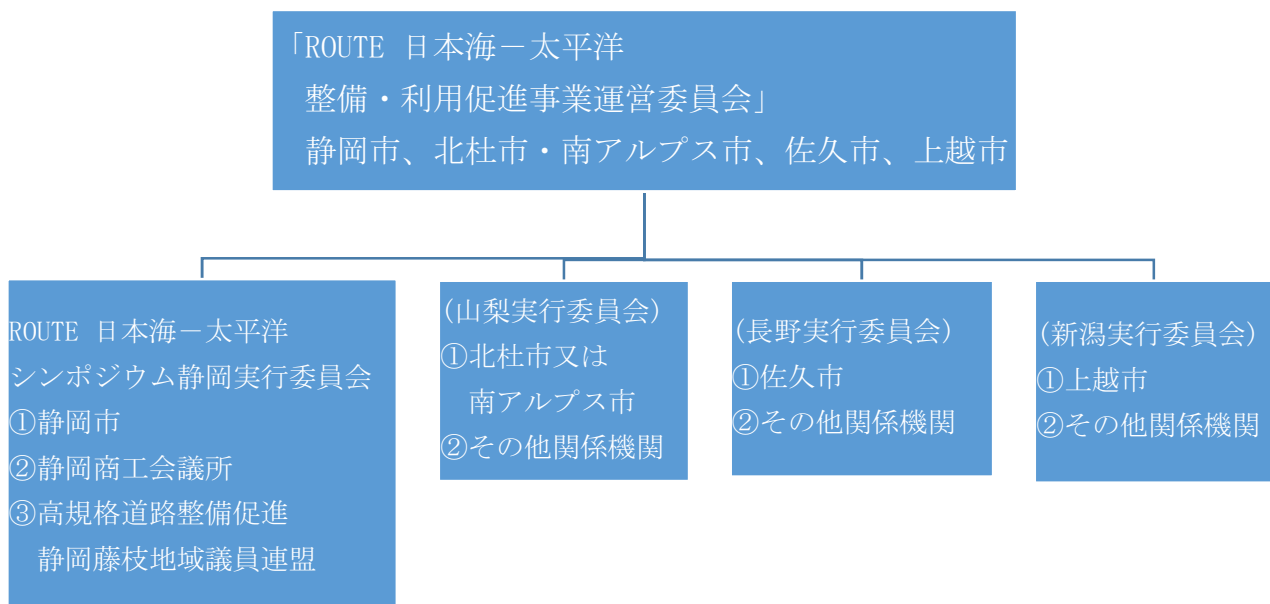 「ROUTE 日本海－太平洋
整備・利用促進事業運営委員会」
静岡市、北杜市・南アルプス市、佐久市、上越市
ROUTE 日本海－太平洋
シンポジウム静岡実行委員会
①静岡市
②静岡商工会議所
③高規格道路整備促進
静岡藤枝地域議員連盟
(山梨実行委員会)
①北杜市又は
南アルプス市
②その他関係機関
(長野実行委員会)
①佐久市
②その他関係機関
(新潟実行委員会)
①上越市
②その他関係機関